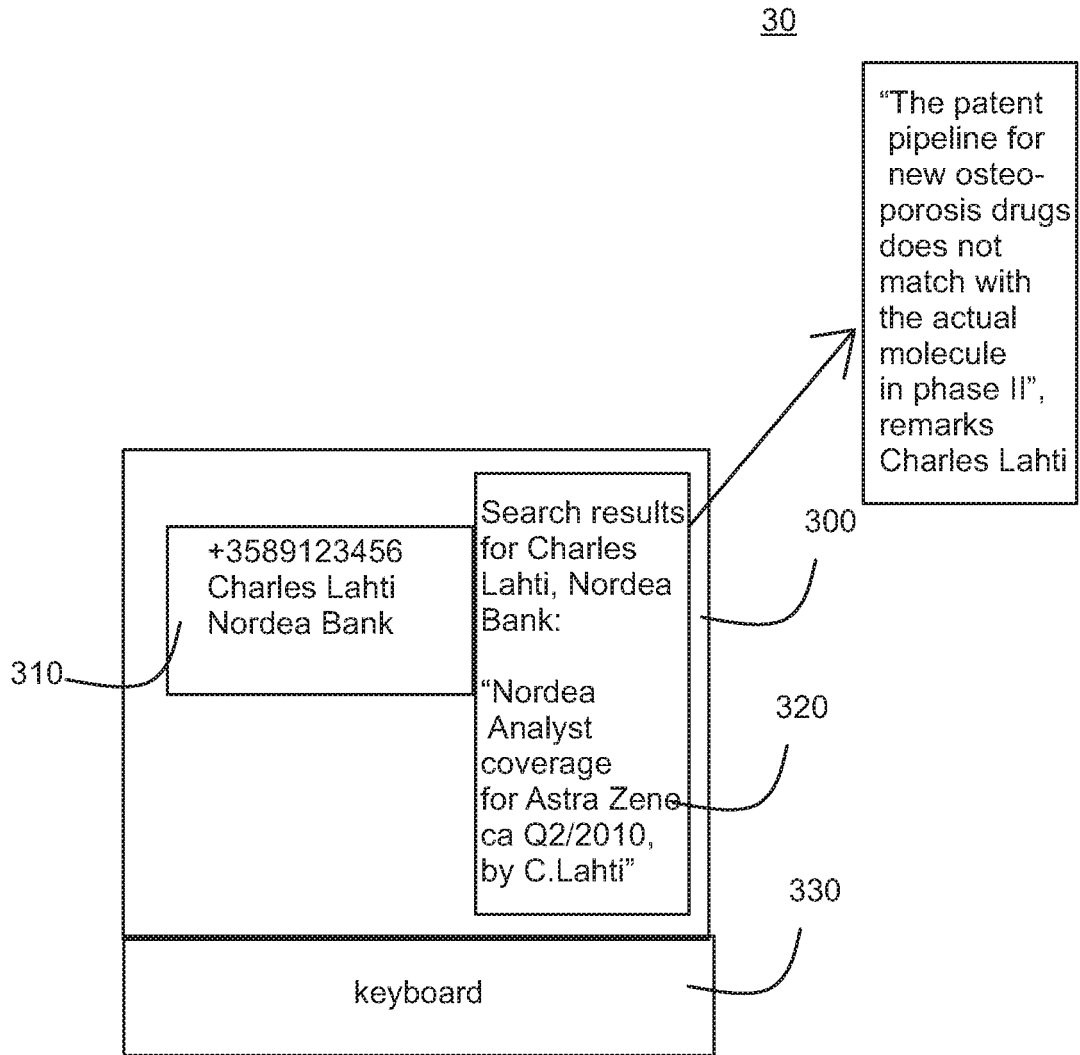 30
“The patent
pipeline for
new osteo-
porosis drugs
does not
match with
the actual
molecule
in phase II”,
remarks
Charles Lahti
300
+3589123456
Charles Lahti
Nordea Bank
310
Search results
for Charles
Lahti, Nordea
Bank:
“Nordea
Analyst
coverage
for Astra Zene
ca Q2/2010,
by C.Lahti”
320
330
keyboard